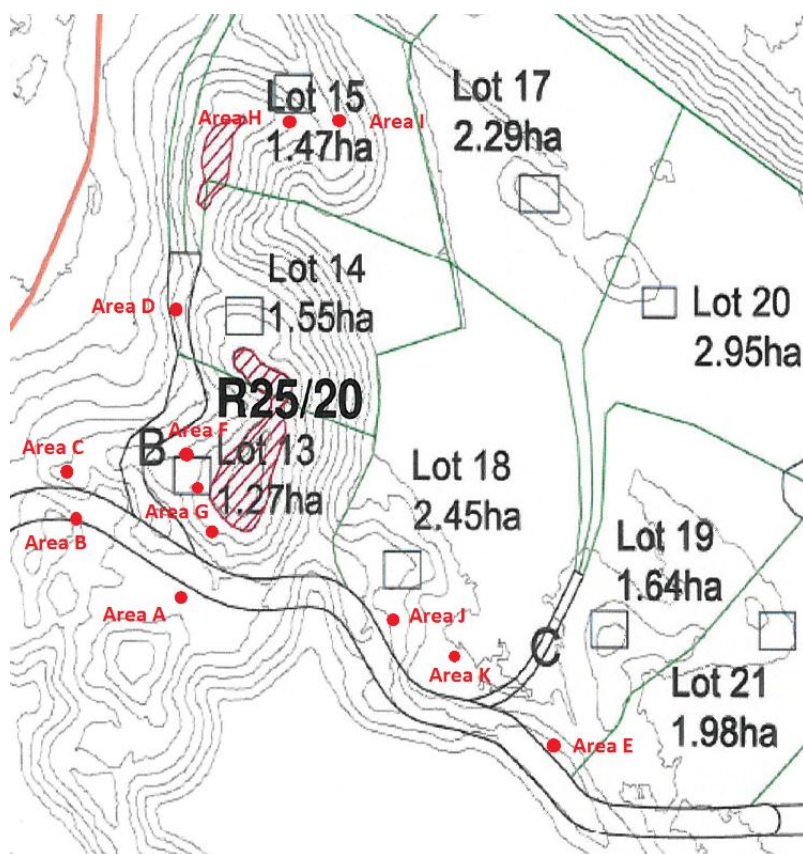 Area H
Lot 15
1.47ha
Area I
Lot 17
2.29ha
Area D
Lot 14
1.55ha
Lot 20
2.95ha
R25/20
Area C
B
Area F
Lot 13
1.27ha
Lot 18
2.45ha
Area B
Area G
Lot 19
1.64ha
Area A
Area J
Area K
C
Lot 21
1.98ha
Area E